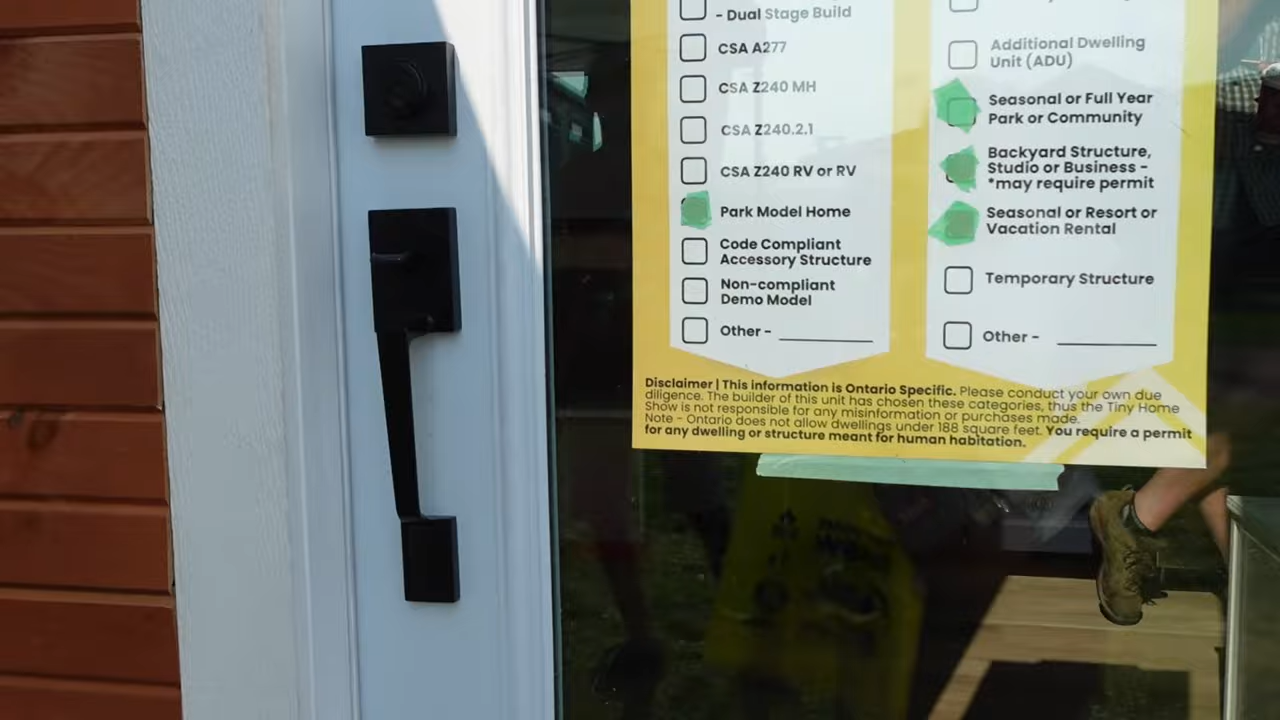 - Dual Stage Build
CSA A277
CSA Z240 MH
CSA Z240.2.1
CSA Z240 RV or RV
Park Model Home
Code Compliant
Accessory Structure
Non-compliant
Demo Model
Other -
Additional Dwelling
Unit (ADU)
Seasonal or Full Year
Park or Community
Backyard Structure,
Studio or Business -
*may require permit
Seasonal or Resort or
Vacation Rental
Temporary Structure
Other -
Disclaimer | This information is Ontario Specific. Please conduct your own due
diligence. The builder of this unit has chosen these categories, thus the Tiny Home
Show is not responsible for any misinformation or purchases made.
Note - Ontario does not allow dwellings under 188 square feet. You require a permit
for any dwelling or structure meant for human habitation.